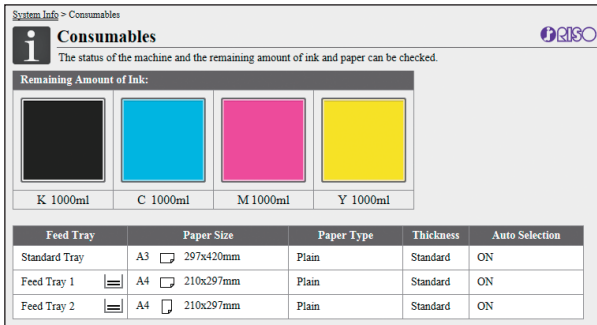 System Info > Consumables
Consumables
RISO
The status of the machine and the remaining amount of ink and paper can be checked.
Remaining Amount of Ink:
K 1000ml C 1000ml M 1000ml Y 1000ml
Feed Tray Paper Size Paper Type Thickness Auto Selection
Standard Tray A3 297x420mm Plain Standard ON
Feed Tray 1 A4 210x297mm Plain Standard ON
Feed Tray 2 A4 210x297mm Plain Standard ON